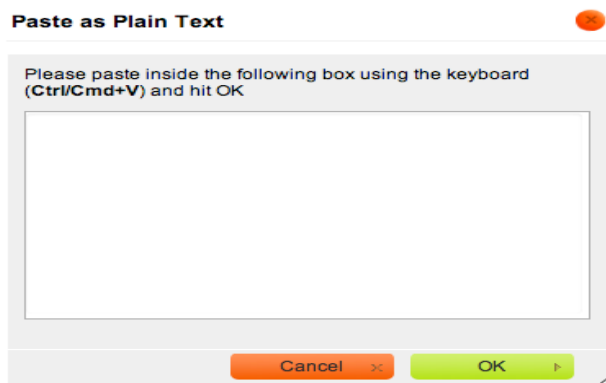 Paste as Plain Text
Please paste inside the following box using the keyboard
(Ctrl/Cmd+V) and hit OK
Cancel
OK